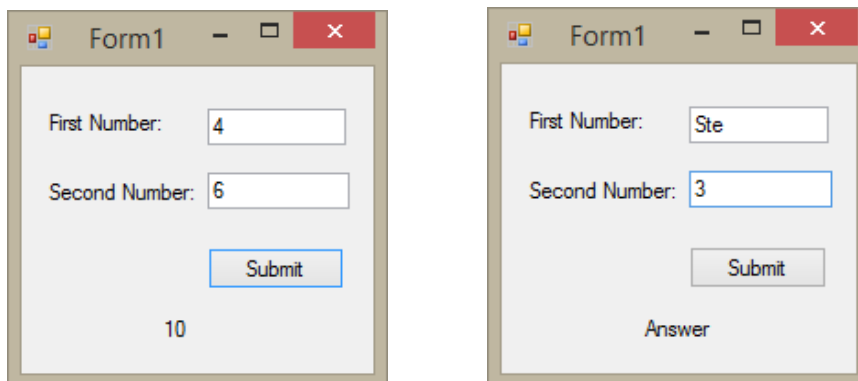 Form1
First Number: 4
Second Number: 6
Submit
10
Form1
First Number: Ste
Second Number: 3
Submit
Answer